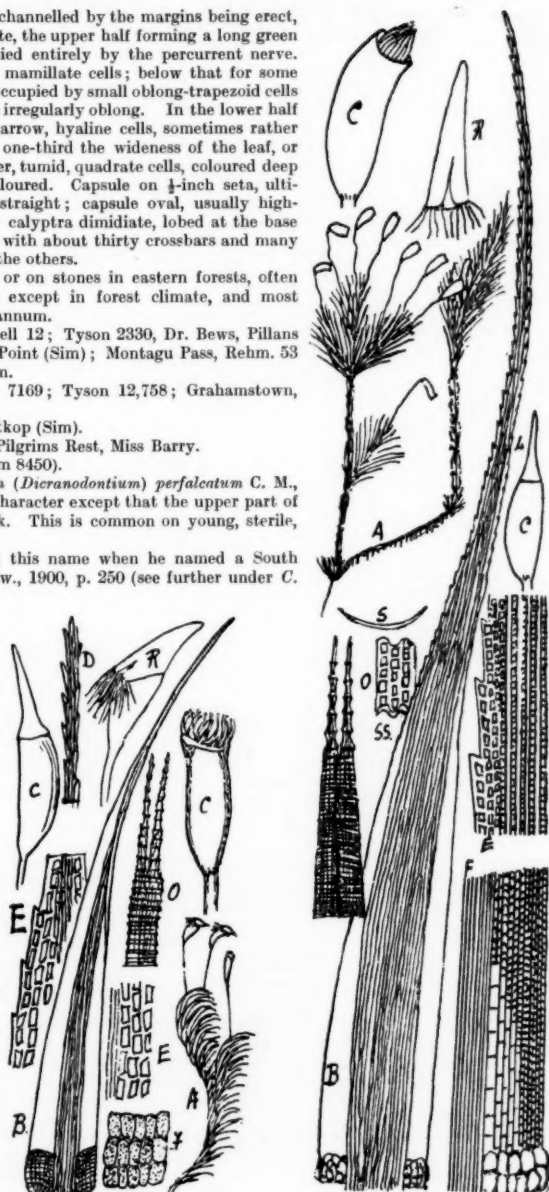 channelled by the margins being erect,
te, the upper half forming a long green
ied entirely by the percurrent nerve.
mamillate cells; below that for some
ccupied by small oblong-trapezoid cells
irregularly oblong. In the lower half
arrow, hyaline cells, sometimes rather
one-third the wideness of the leaf, or
er, tumid, quadrate cells, coloured deep
loured. Capsule on ½-inch seta, ulti-
straight; capsule oval, usually high-
calyptra dimidiate, lobed at the base
with about thirty crossbars and many
the others.
or on stones in eastern forests, often
except in forest climate, and most
annum.
ell 12; Tyson 2330, Dr. Bews, Pillans
Point (Sim); Montagu Pass, Rehm. 53
n.
7169; Tyson 12,758; Grahamstown,
tkop (Sim).
Pilgrims Rest, Miss Barry.
m 8450).
n (Dicranodontium) perfalcatum C. M.,
haracter except that the upper part of
k. This is common on young, sterile,
this name when he named a South
w., 1900, p. 250 (see further under C.
C
R
A
S
L
C
O
SS.
E
F
B
D
R
C
C
E
O
E
A
B.